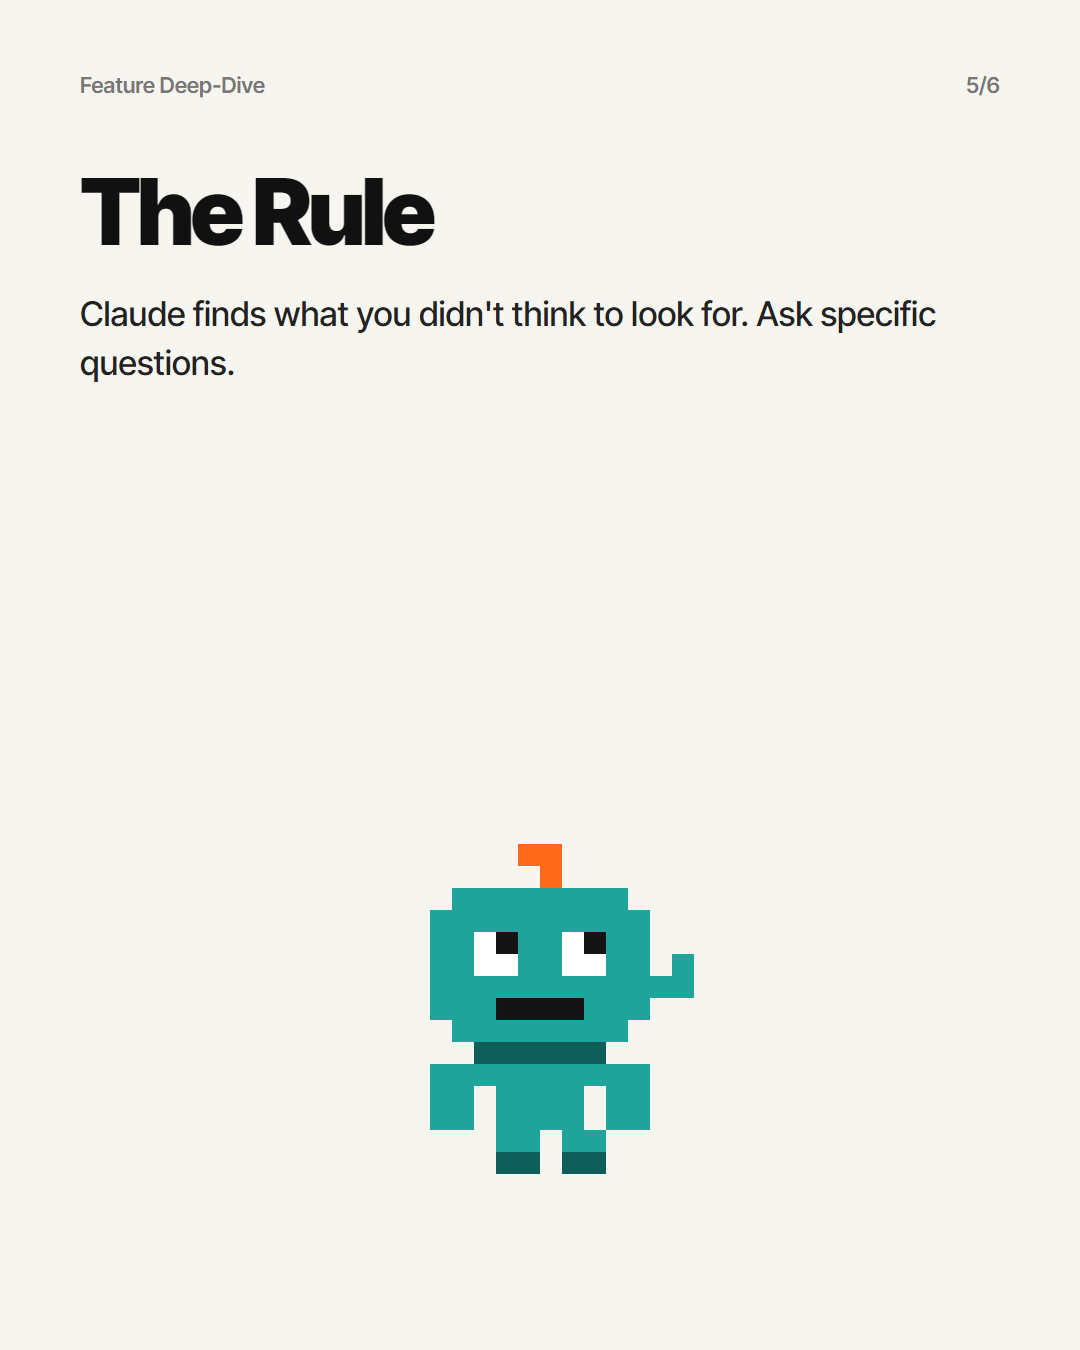 Feature Deep-Dive
5/6
The Rule
Claude finds what you didn't think to look for. Ask specific
questions.